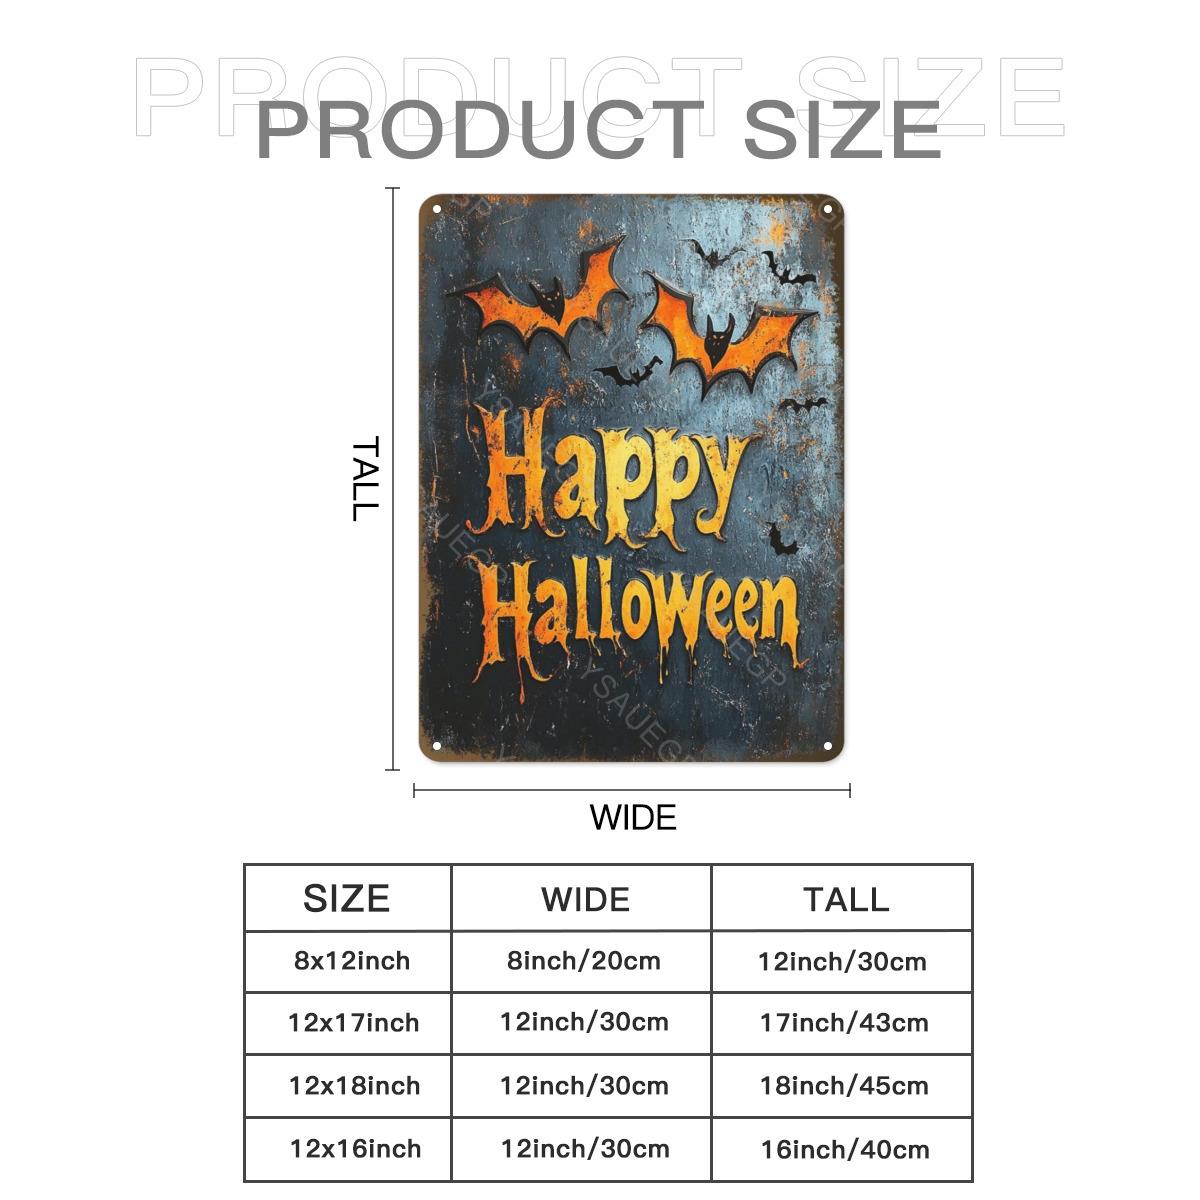 PRODUCT SIZE
PRODUCT SIZE
TALL
Happy
Halloween
YSAUEGP
WIDE
SIZE WIDE TALL
8x12inch 8inch/20cm 12inch/30cm
12x17inch 12inch/30cm 17inch/43cm
12x18inch 12inch/30cm 18inch/45cm
12x16inch 12inch/30cm 16inch/40cm